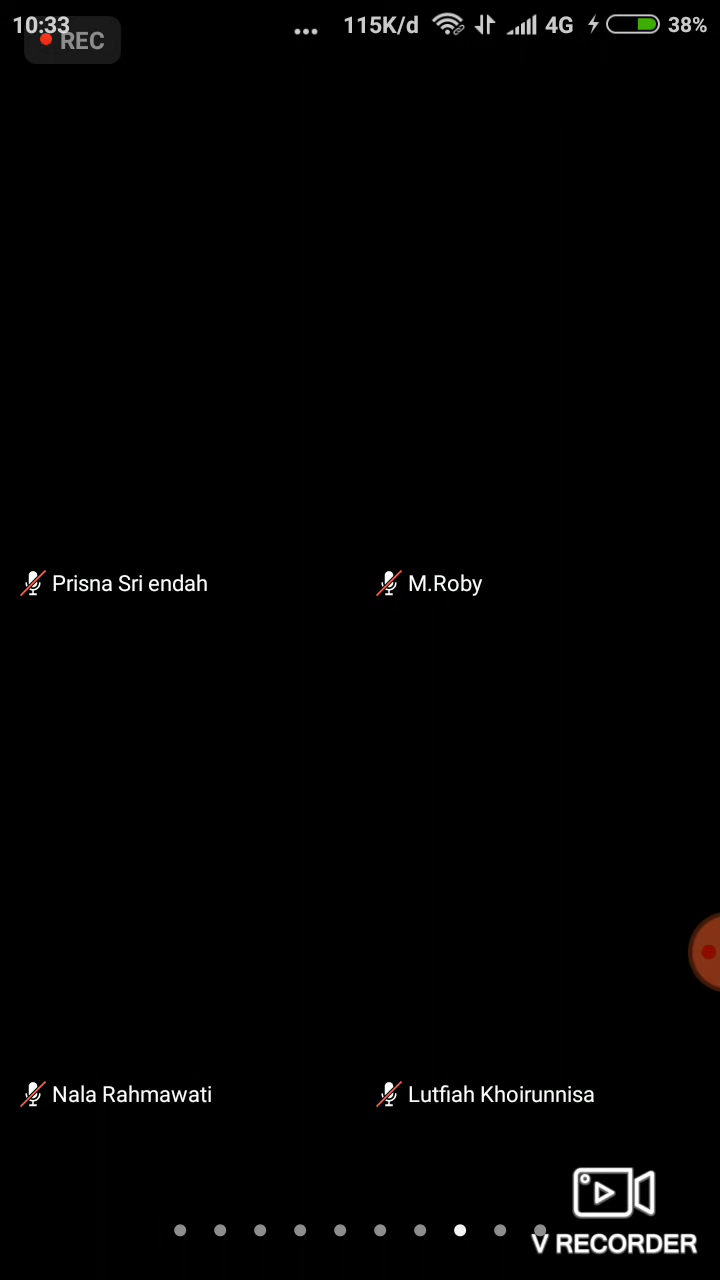 10:33 ... 115K/d 4G 38%
REC
Prisna Sri endah M.Roby
Nala Rahmawati Lutfiah Khoirunnisa
V RECORDER